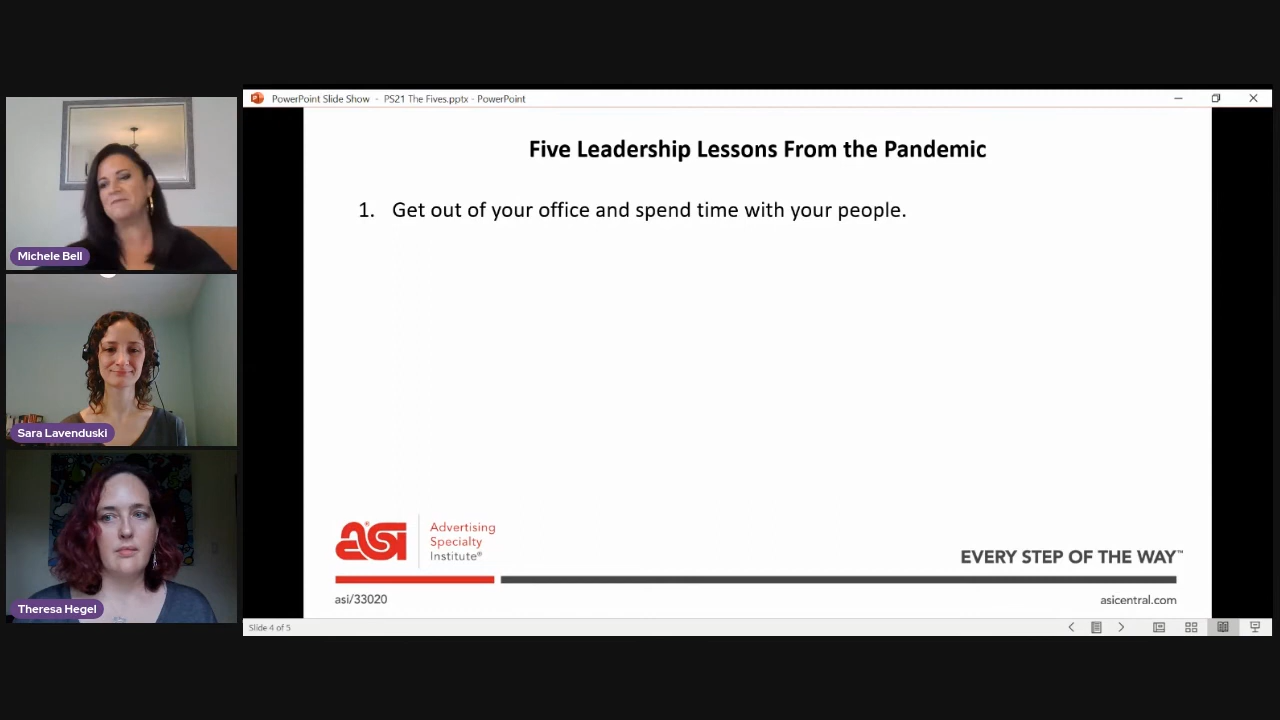 PowerPoint Slide Show - PS21 The Fives.pptx - PowerPoint
Five Leadership Lessons From the Pandemic
1. Get out of your office and spend time with your people.
Michele Bell
Sara Lavenduski
Theresa Hegel
asi®
Advertising
Specialty
Institute®
EVERY STEP OF THE WAY™
asi/33020
asicentral.com
Slide 4 of 5